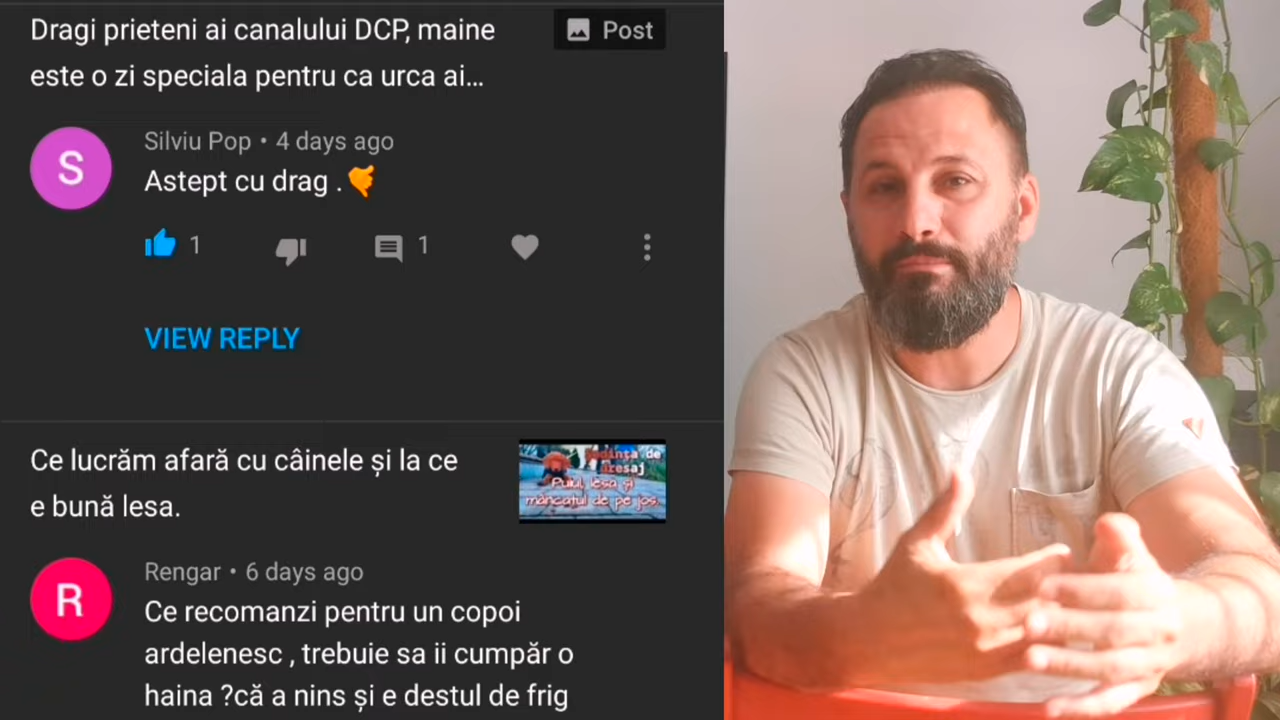 Dragi prieteni ai canalului DCP, maine
este o zi speciala pentru ca urca ai...
Post
S
Silviu Pop • 4 days ago
Astept cu drag .🤙
1
1
VIEW REPLY
Ce lucrăm afară cu câinele și la ce
e bună lesa.
Puiul, lesa și
mâncatul de pe jos.
R
Rengar • 6 days ago
Ce recomanzi pentru un copoi
ardelenesc , trebuie sa ii cumpăr o
haina ?că a nins și e destul de frig